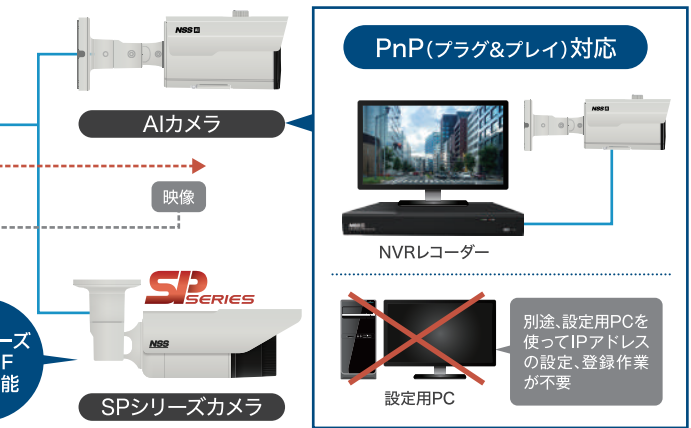 NSS
AIカメラ
映像
SP SERIES
NSS
SPシリーズカメラ
ーズ
F
能
PnP(プラグ&プレイ)対応
NSS
NSS
NVRレコーダー
設定用PC
別途、設定用PCを
使ってIPアドレス
の設定、登録作業
が不要